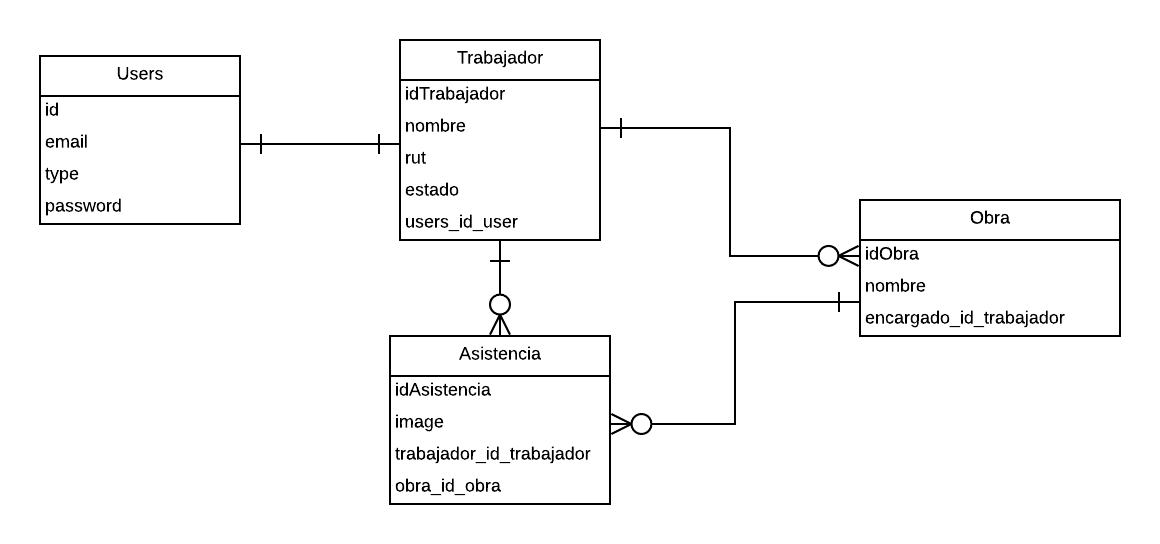 Users
id
email
type
password
Trabajador
idTrabajador
nombre
rut
estado
users_id_user
Obra
idObra
nombre
encargado_id_trabajador
Asistencia
idAsistencia
image
trabajador_id_trabajador
obra_id_obra